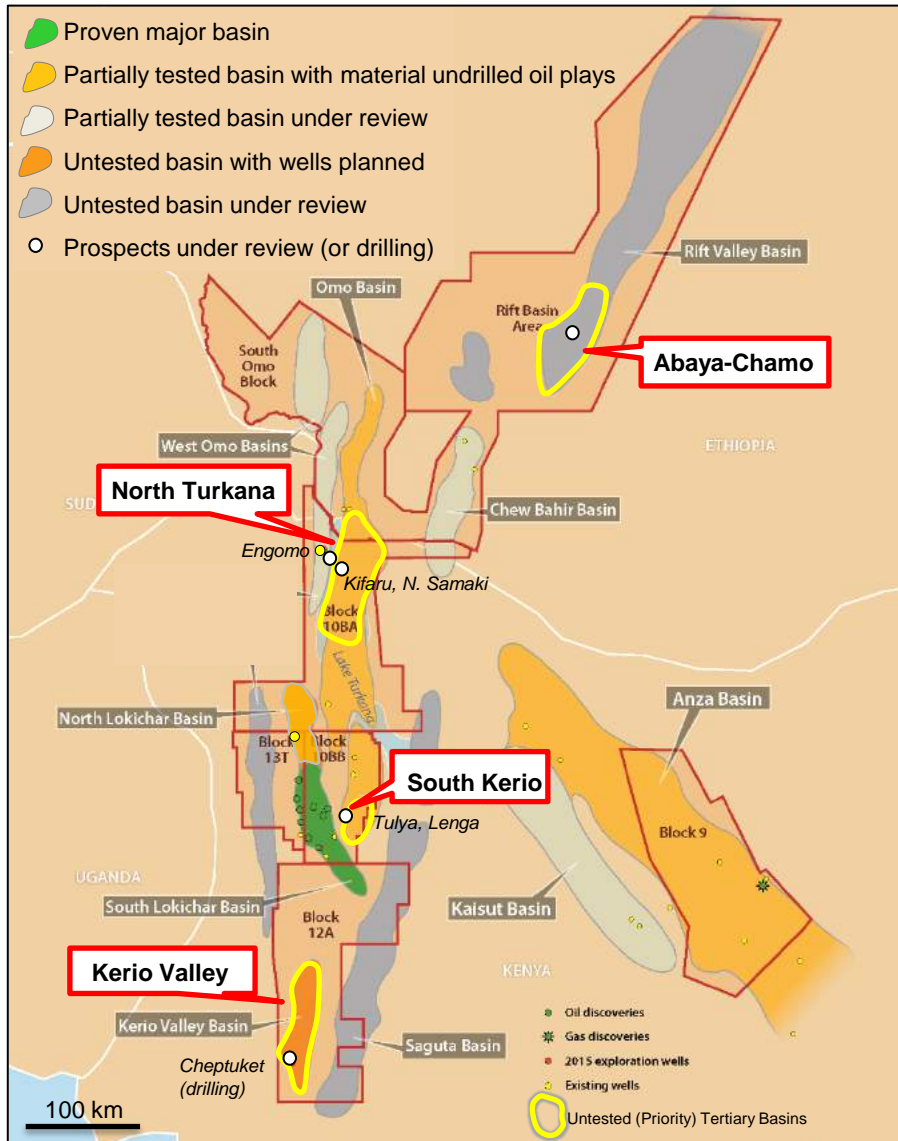 Proven major basin
Partially tested basin with material undrilled oil plays
Partially tested basin under review
Untested basin with wells planned
Untested basin under review
Prospects under review (or drilling)
Rift Valley Basin
Omo Basin
Rift Basin
Area
South
Omo
Block
Abaya-Chamo
West Omo Basins
ETHIOPIA
North Turkana
SUD
Chew Bahir Basin
Engomo
Kifaru, N. Samaki
Block
10BA
Lake Turkana
North Lokichar Basin
Anza Basin
Block
13T
Block
10BB
South Kerio
Tulya, Lenga
Block 9
UGANDA
South Lokichar Basin
Kaisut Basin
Block
12A
Kerio Valley
KENYA
Kerio Valley Basin
Saguta Basin
Cheptuket
(drilling)
Oil discoveries
Gas discoveries
2015 exploration wells
Existing wells
Untested (Priority) Tertiary Basins
100 km